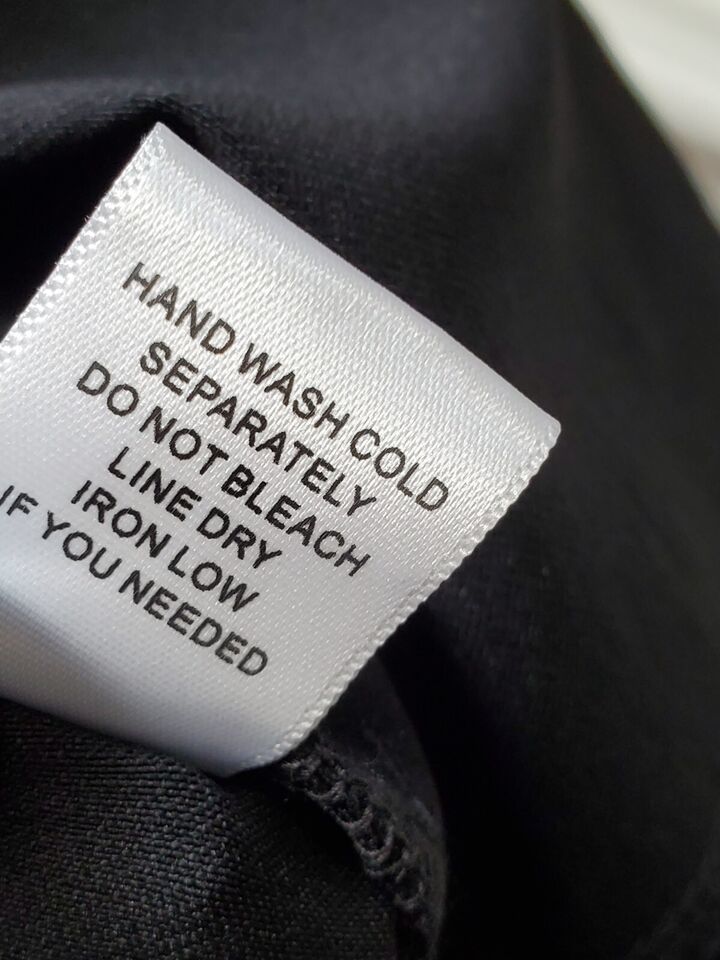 HAND WASH COLD
SEPARATELY
DO NOT BLEACH
LINE DRY
IRON LOW
IF YOU NEEDED